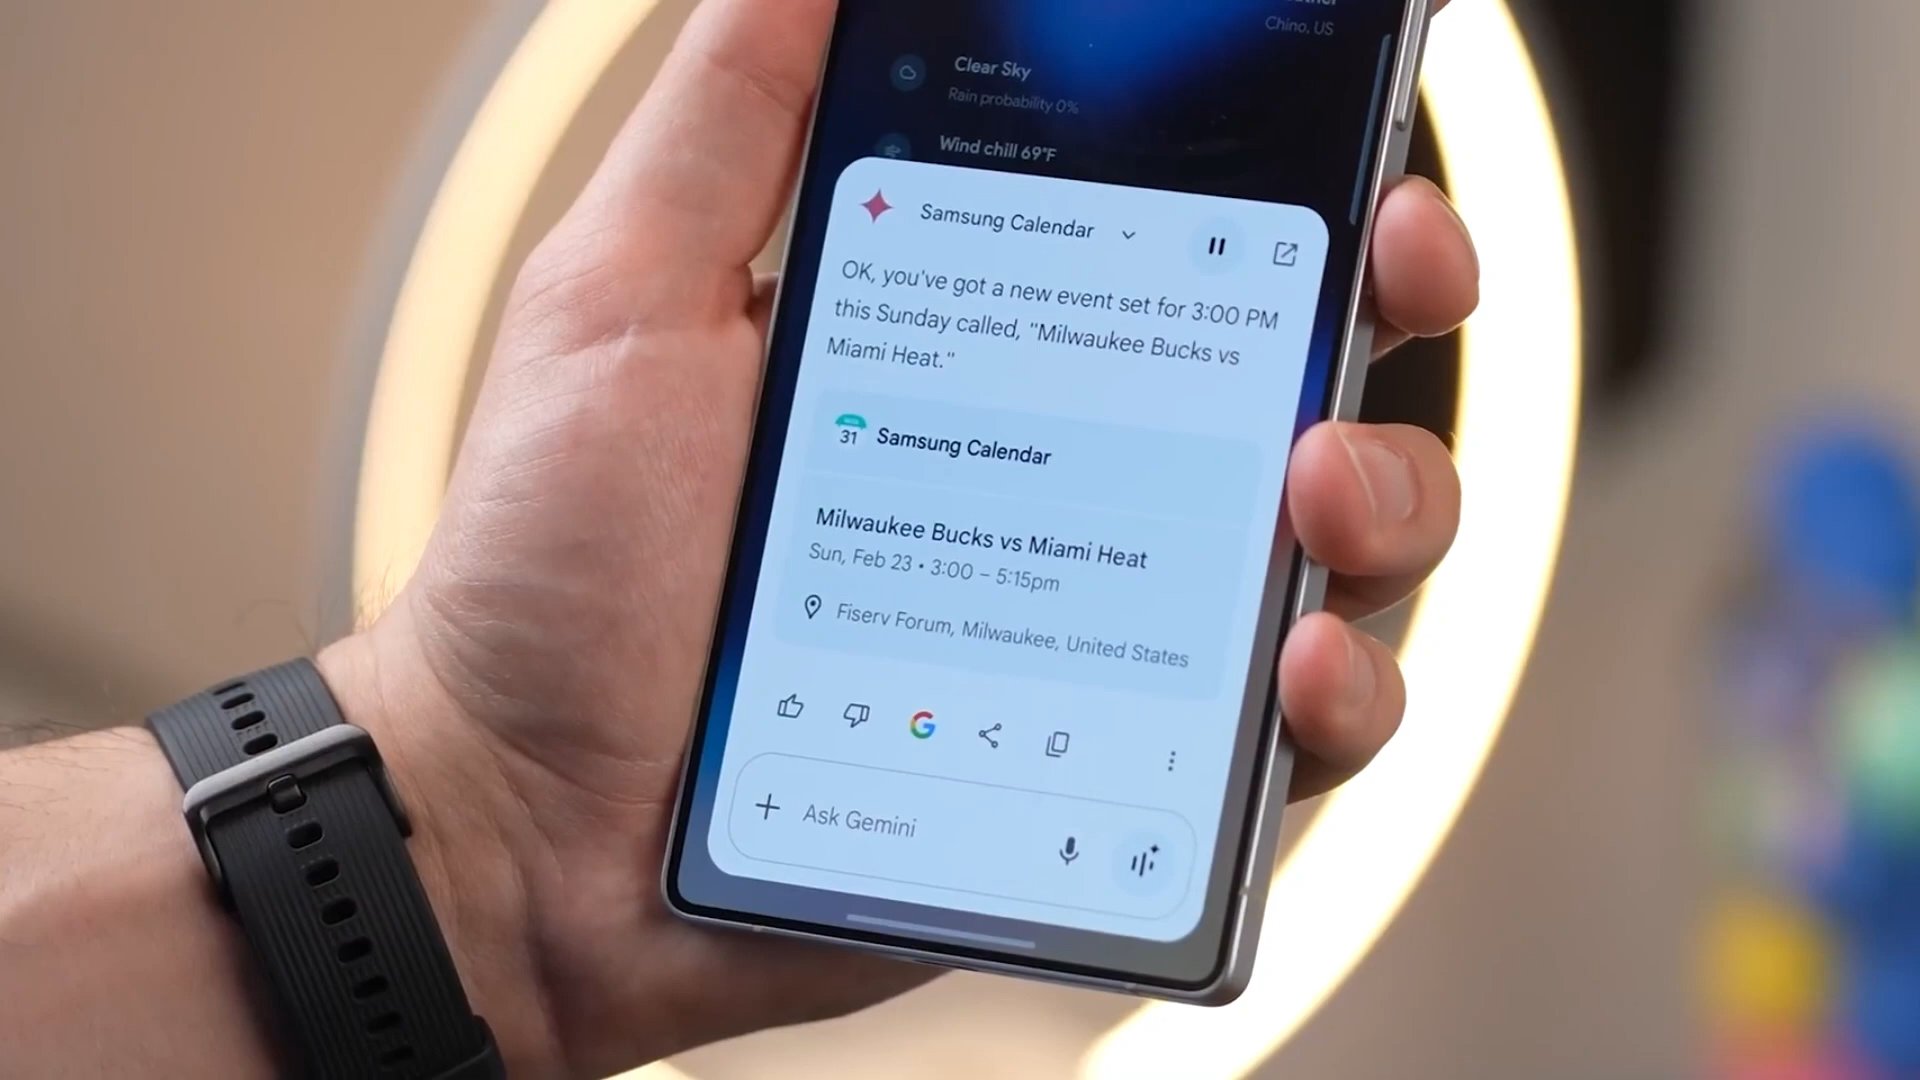 Chino, US
Clear Sky
Rain probability 0%
Wind chill 69°F
Samsung Calendar
OK, you've got a new event set for 3:00 PM
this Sunday called, "Milwaukee Bucks vs
Miami Heat."
31
Samsung Calendar
Milwaukee Bucks vs Miami Heat
Sun, Feb 23 • 3:00 – 5:15pm
Fiserv Forum, Milwaukee, United States
G
Ask Gemini